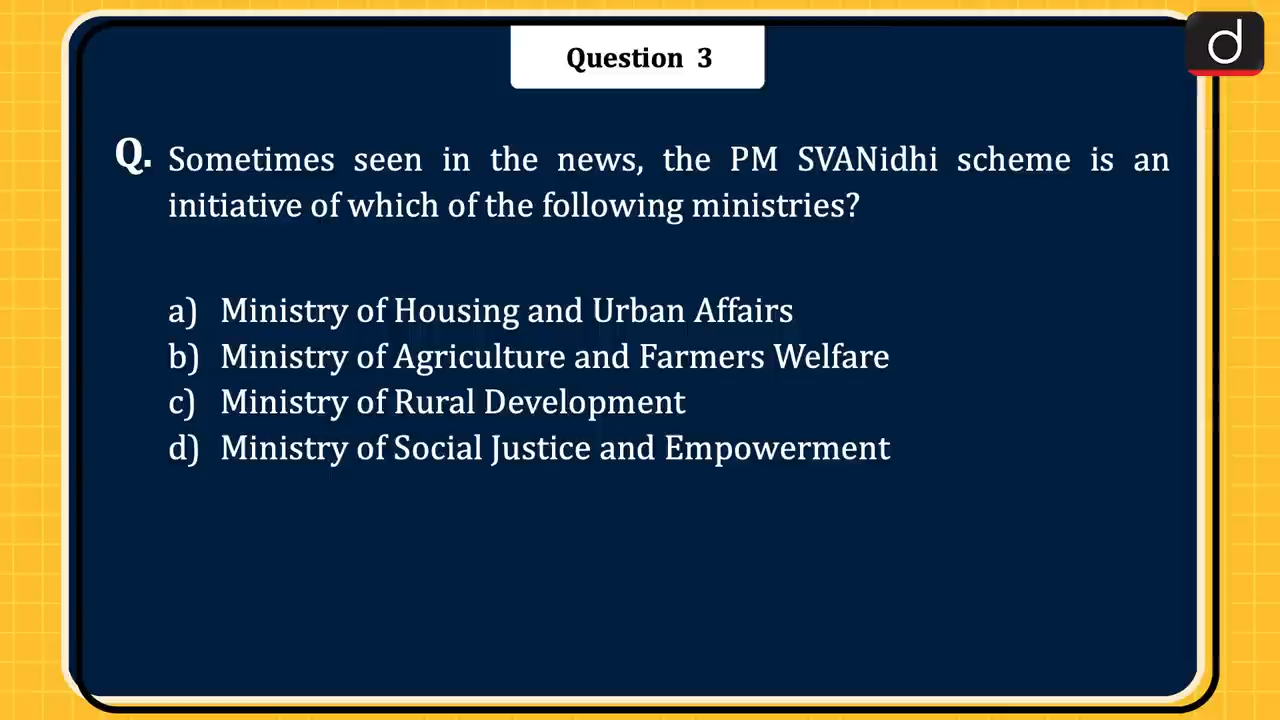 Question 3
d
Q. Sometimes seen in the news, the PM SVANidhi scheme is an
initiative of which of the following ministries?
a) Ministry of Housing and Urban Affairs
b) Ministry of Agriculture and Farmers Welfare
c) Ministry of Rural Development
d) Ministry of Social Justice and Empowerment